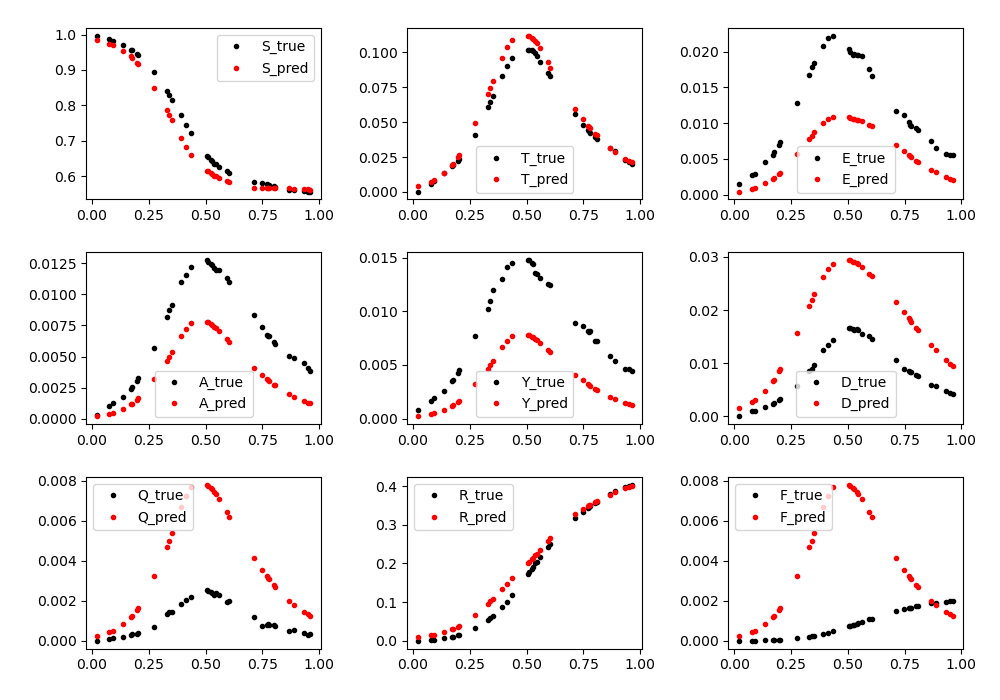 1.0
0.9
0.8
0.7
0.6
S_true
S_pred
0.00 0.25 0.50 0.75 1.00
0.100
0.075
0.050
0.025
0.000
T_true
T_pred
0.00 0.25 0.50 0.75 1.00
0.020
0.015
0.010
0.005
0.000
E_true
E_pred
0.00 0.25 0.50 0.75 1.00
0.0125
0.0100
0.0075
0.0050
0.0025
0.0000
A_true
A_pred
0.00 0.25 0.50 0.75 1.00
0.015
0.010
0.005
0.000
Y_true
Y_pred
0.00 0.25 0.50 0.75 1.00
0.03
0.02
0.01
0.00
D_true
D_pred
0.00 0.25 0.50 0.75 1.00
0.008
0.006
0.004
0.002
0.000
Q_true
Q_pred
0.00 0.25 0.50 0.75 1.00
0.4
0.3
0.2
0.1
0.0
R_true
R_pred
0.00 0.25 0.50 0.75 1.00
0.008
0.006
0.004
0.002
0.000
F_true
F_pred
0.00 0.25 0.50 0.75 1.00